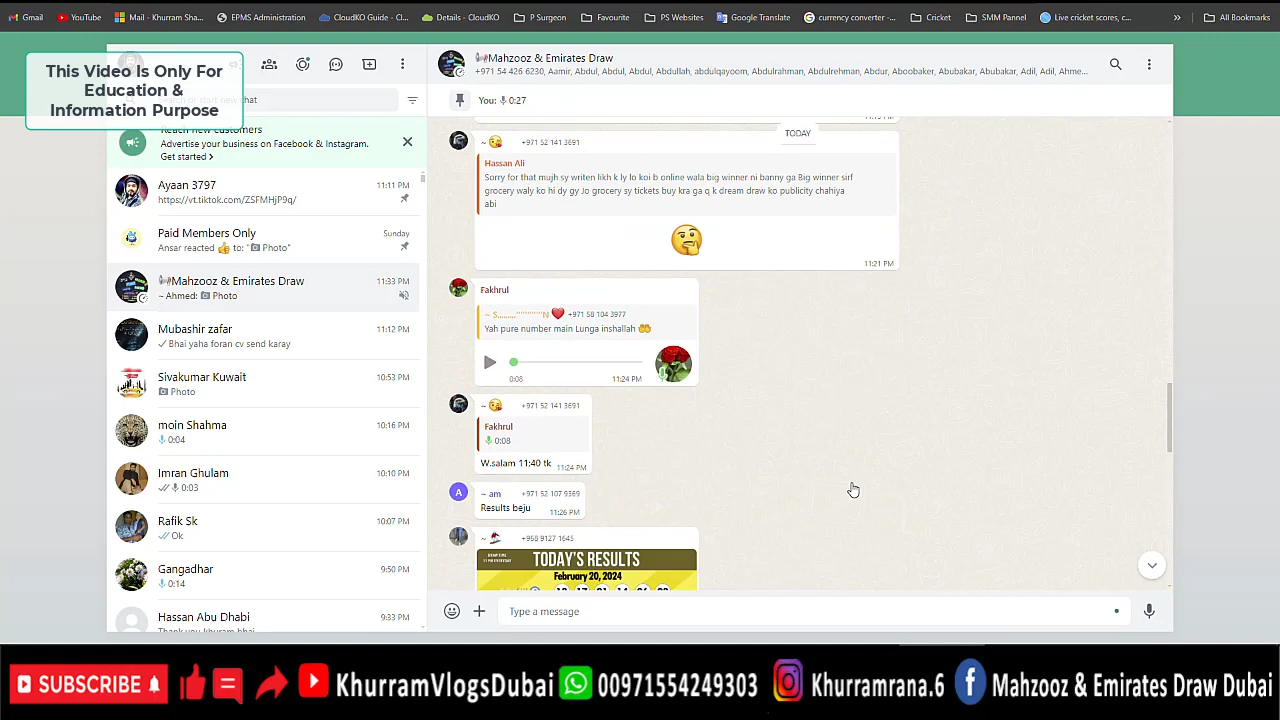 Gmail
YouTube
Mail - Khurram Sha...
EPMS Administration
CloudKO Guide - Cl...
Details - CloudKO
P Surgeon
Favourite
PS Websites
Google Translate
currency converter -...
Cricket
SMM Pannel
Live cricket scores, c...
All Bookmarks
This Video Is Only For
Education &
Information Purpose
Reach new customers
Advertise your business on Facebook & Instagram.
Get started
Ayaan 3797
11:11 PM
https://vt.tiktok.com/ZSFMHjP9q/
Paid Members Only
Sunday
Ansar reacted 👍 to: "📷 Photo"
Mahzooz & Emirates Draw
11:33 PM
~ Ahmed: 📷 Photo
Mubashir zafar
11:12 PM
Bhai yaha foran cv send karay
Sivakumar Kuwait
10:53 PM
Photo
moin Shahma
10:16 PM
0:04
Imran Ghulam
10:10 PM
0:03
Rafik Sk
10:07 PM
Ok
Gangadhar
9:50 PM
0:14
Hassan Abu Dhabi
9:33 PM
Mahzooz & Emirates Draw
+971 54 426 6230, Aamir, Abdul, Abdul, Abdul, Abdullah, abdulqayoom, Abdulrahman, Abdulrehman, Abdur, Aboobaker, Abubakar, Abubakar, Adil, Adil, Ahme...
You: 0:27
TODAY
~ 😘 +971 52 141 3691
Hassan Ali
Sorry for that mujh sy writen likh k ly lo koi b online wala big winner ni banny ga Big winner sirf
grocery waly ko hi dy gy Jo grocery sy tickets buy kra ga q k dream draw ko publicity chahiya
abi
🤔
11:21 PM
Fakhrul
+971 58 104 3977
Yah pure number main Lunga inshallah 🤲
0:08
11:24 PM
~ 😘 +971 52 141 3691
Fakhrul
0:08
W.salam 11:40 tk
11:24 PM
A
~ am +971 52 107 9369
Results beju
11:26 PM
+958 9127 1645
TODAY'S RESULTS
February 20, 2024
Type a message
SUBSCRIBE
KhurramVlogsDubai
00971554249303
Khurramrana.6
Mahzooz & Emirates Draw Dubai